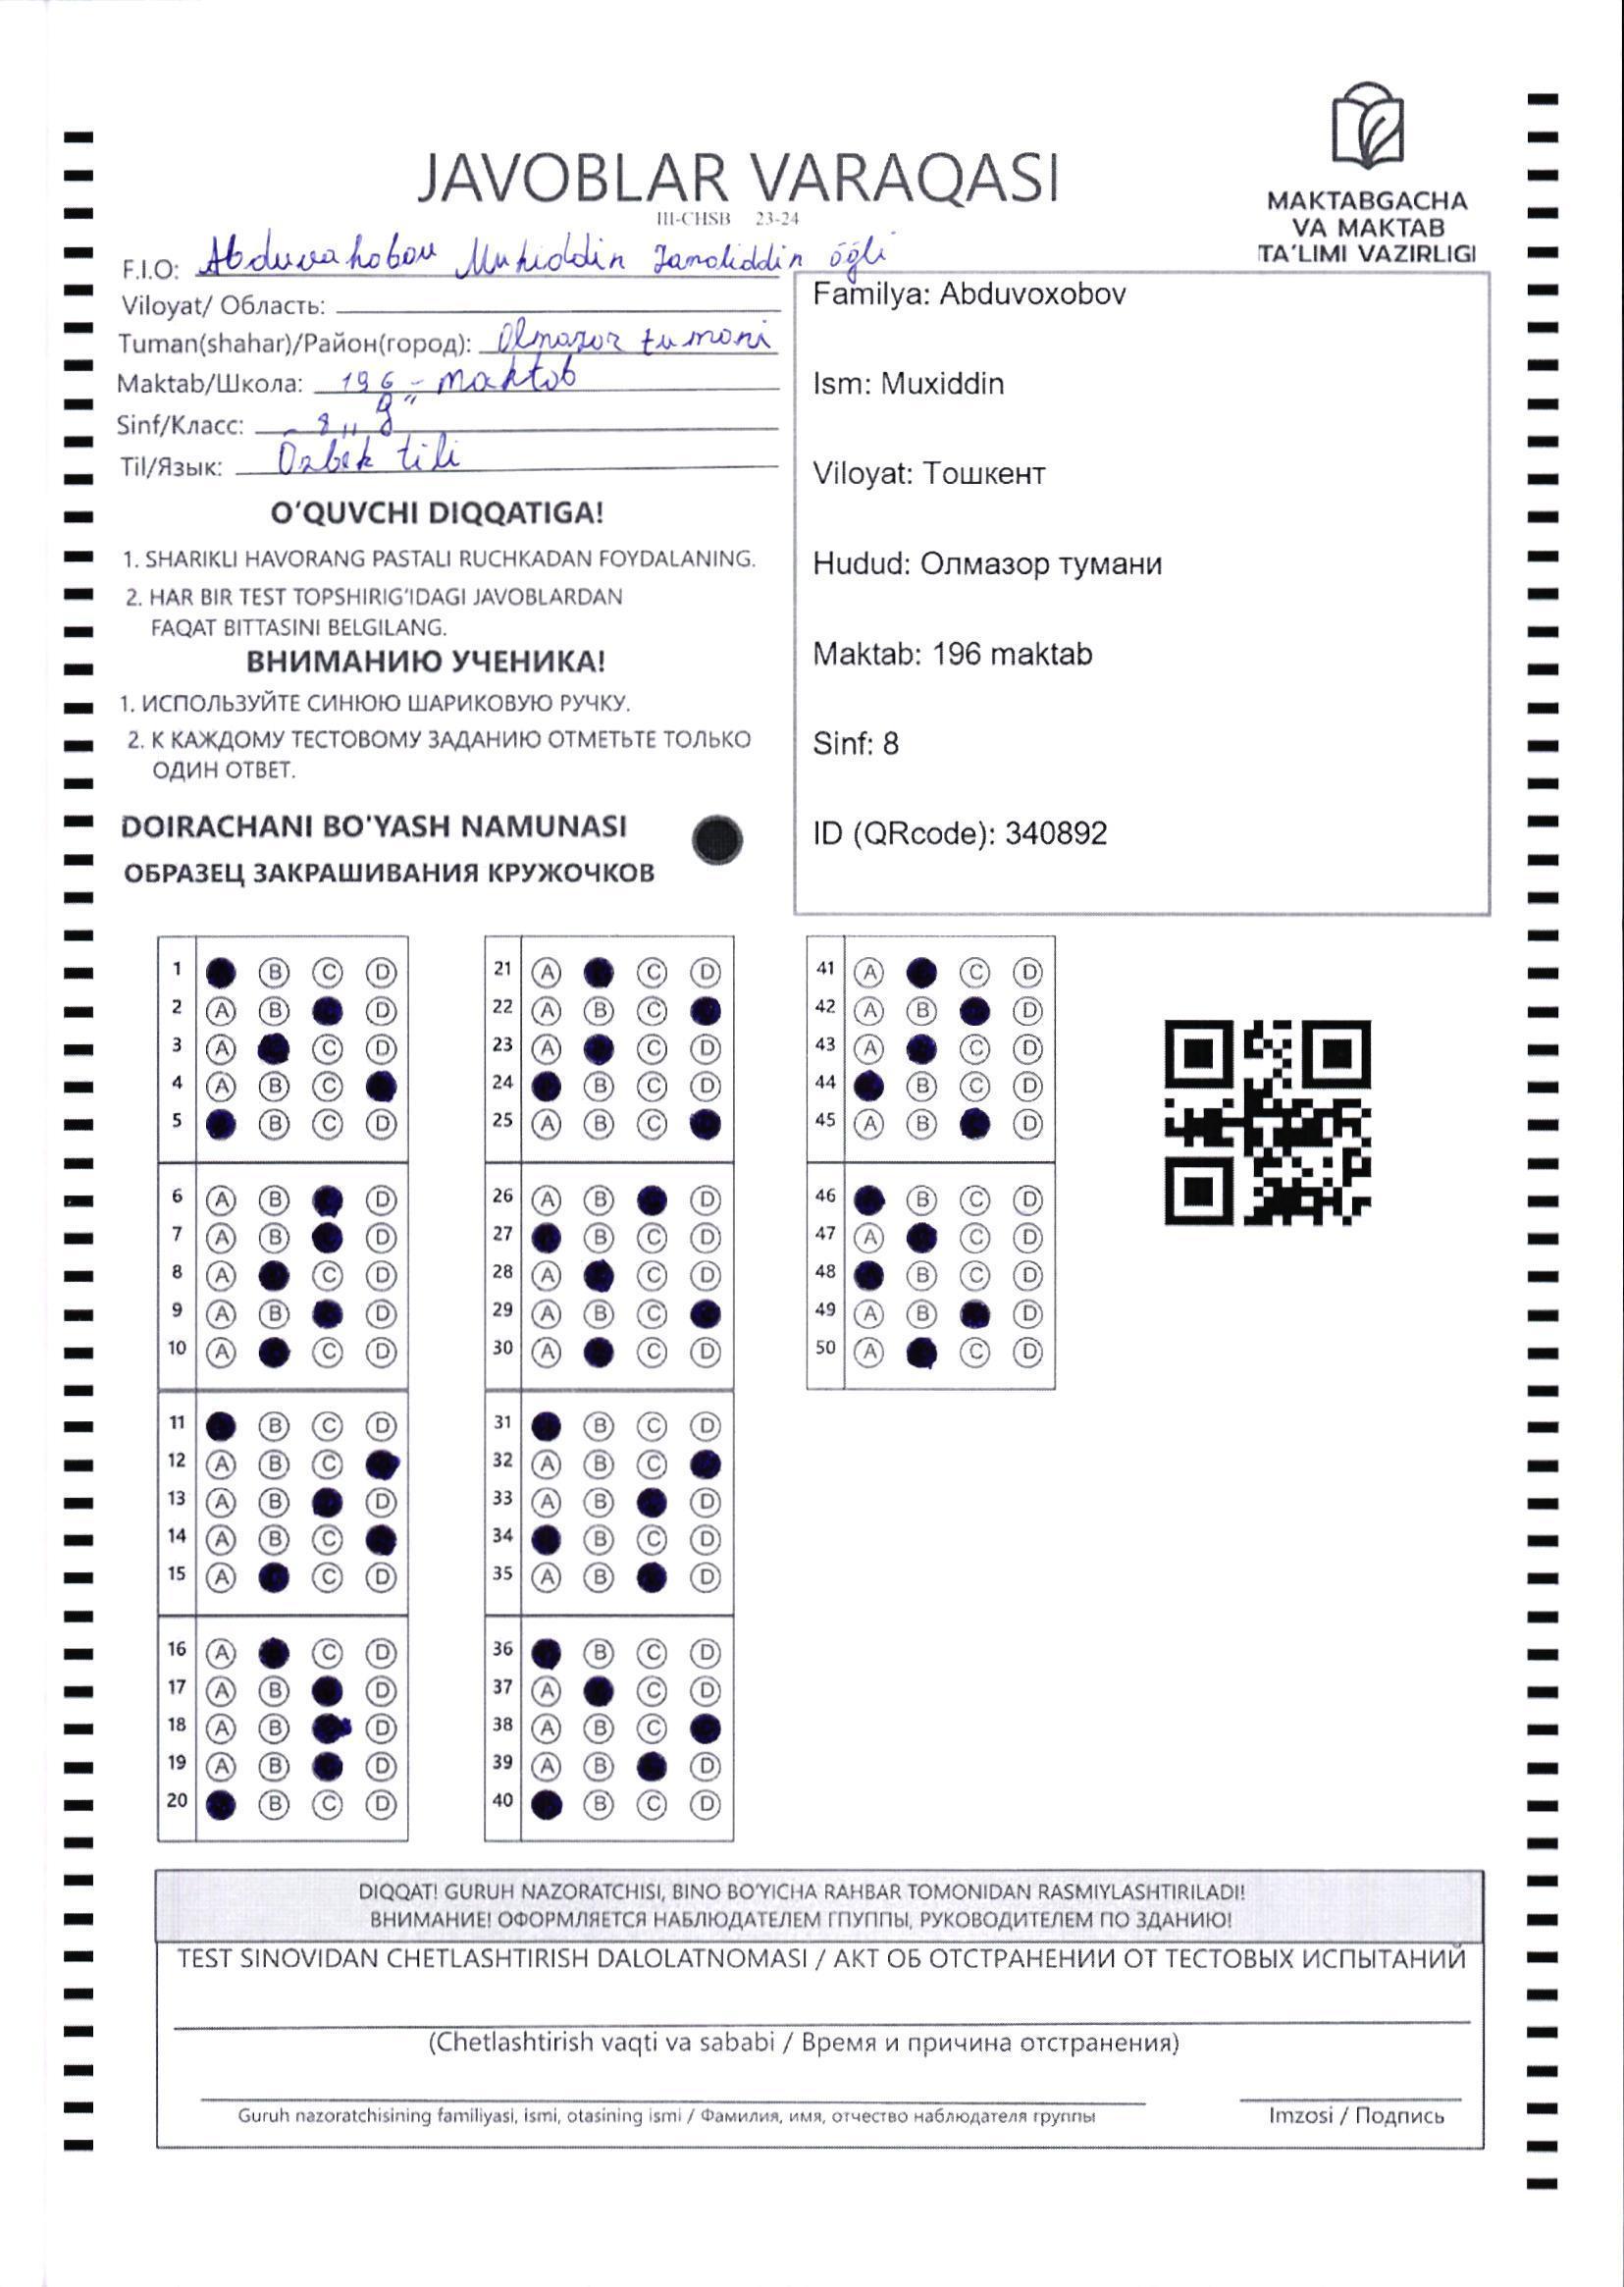 MAKTABGACHA
VA MAKTAB
TA'LIMI VAZIRLIGI
JAVOBLAR VARAQASI
III-CHSB 23-24
F.I.O: Abduvahobov Muhiddin Jamoliddin õğli
Viloyat/ Область:
Tuman(shahar)/Район(город): Olmazor tumani
Maktab/Школа: 196 - maktab
Sinf/Класс: 8
Til/Язык: Ozbek tili
Familya: Abduvoxobov
Ism: Muxiddin
Viloyat: Тошкент
Hudud: Олмазор тумани
Maktab: 196 maktab
Sinf: 8
ID (QRcode): 340892
O'QUVCHI DIQQATIGA!
1. SHARIKLI HAVORANG PASTALI RUCHKADAN FOYDALANING.
2. HAR BIR TEST TOPSHIRIG'IDAGI JAVOBLARDAN
FAQAT BITTASINI BELGILANG.
ВНИМАНИЮ УЧЕНИКА!
1. ИСПОЛЬЗУЙТЕ СИНЮЮ ШАРИКОВУЮ РУЧКУ.
2. К КАЖДОМУ ТЕСТОВОМУ ЗАДАНИЮ ОТМЕТЬТЕ ТОЛЬКО
ОДИН ОТВЕТ.
DOIRACHANI BO'YASH NAMUNASI
ОБРАЗЕЦ ЗАКРАШИВАНИЯ КРУЖОЧКОВ
1 B C D
2 A B D
3 A C D
4 A B C
5 B C D
6 A B D
7 A B D
8 A C D
9 A B D
10 A C D
11 B C D
12 A B C
13 A B D
14 A B C
15 A C D
16 A C D
17 A B D
18 A B D
19 A B D
20 B C D
21 A C D
22 A B C
23 A C D
24 B C D
25 A B C
26 A B D
27 B C D
28 A C D
29 A B C
30 A C D
31 B C D
32 A B C
33 A B D
34 B C D
35 A B D
36 B C D
37 A C D
38 A B C
39 A B D
40 B C D
41 A C D
42 A B D
43 A C D
44 B C D
45 A B D
46 B C D
47 A C D
48 B C D
49 A B D
50 A C D
DIQQAT! GURUH NAZORATCHISI, BINO BO'YICHA RAHBAR TOMONIDAN RASMIYLASHTIRILADI!
ВНИМАНИЕ! ОФОРМЛЯЕТСЯ НАБЛЮДАТЕЛЕМ ГПУППЫ, РУКОВОДИТЕЛЕМ ПО ЗДАНИЮ!
TEST SINOVIDAN CHETLASHTIRISH DALOLATNOMASI / АКТ ОБ ОТСТРАНЕНИИ ОТ ТЕСТОВЫХ ИСПЫТАНИЙ
(Chetlashtirish vaqti va sababi / Время и причина отстранения)
Guruh nazoratchisining familiyasi, ismi, otasining ismi / Фамилия, имя, отчество наблюдателя группы
Imzosi / Подпись